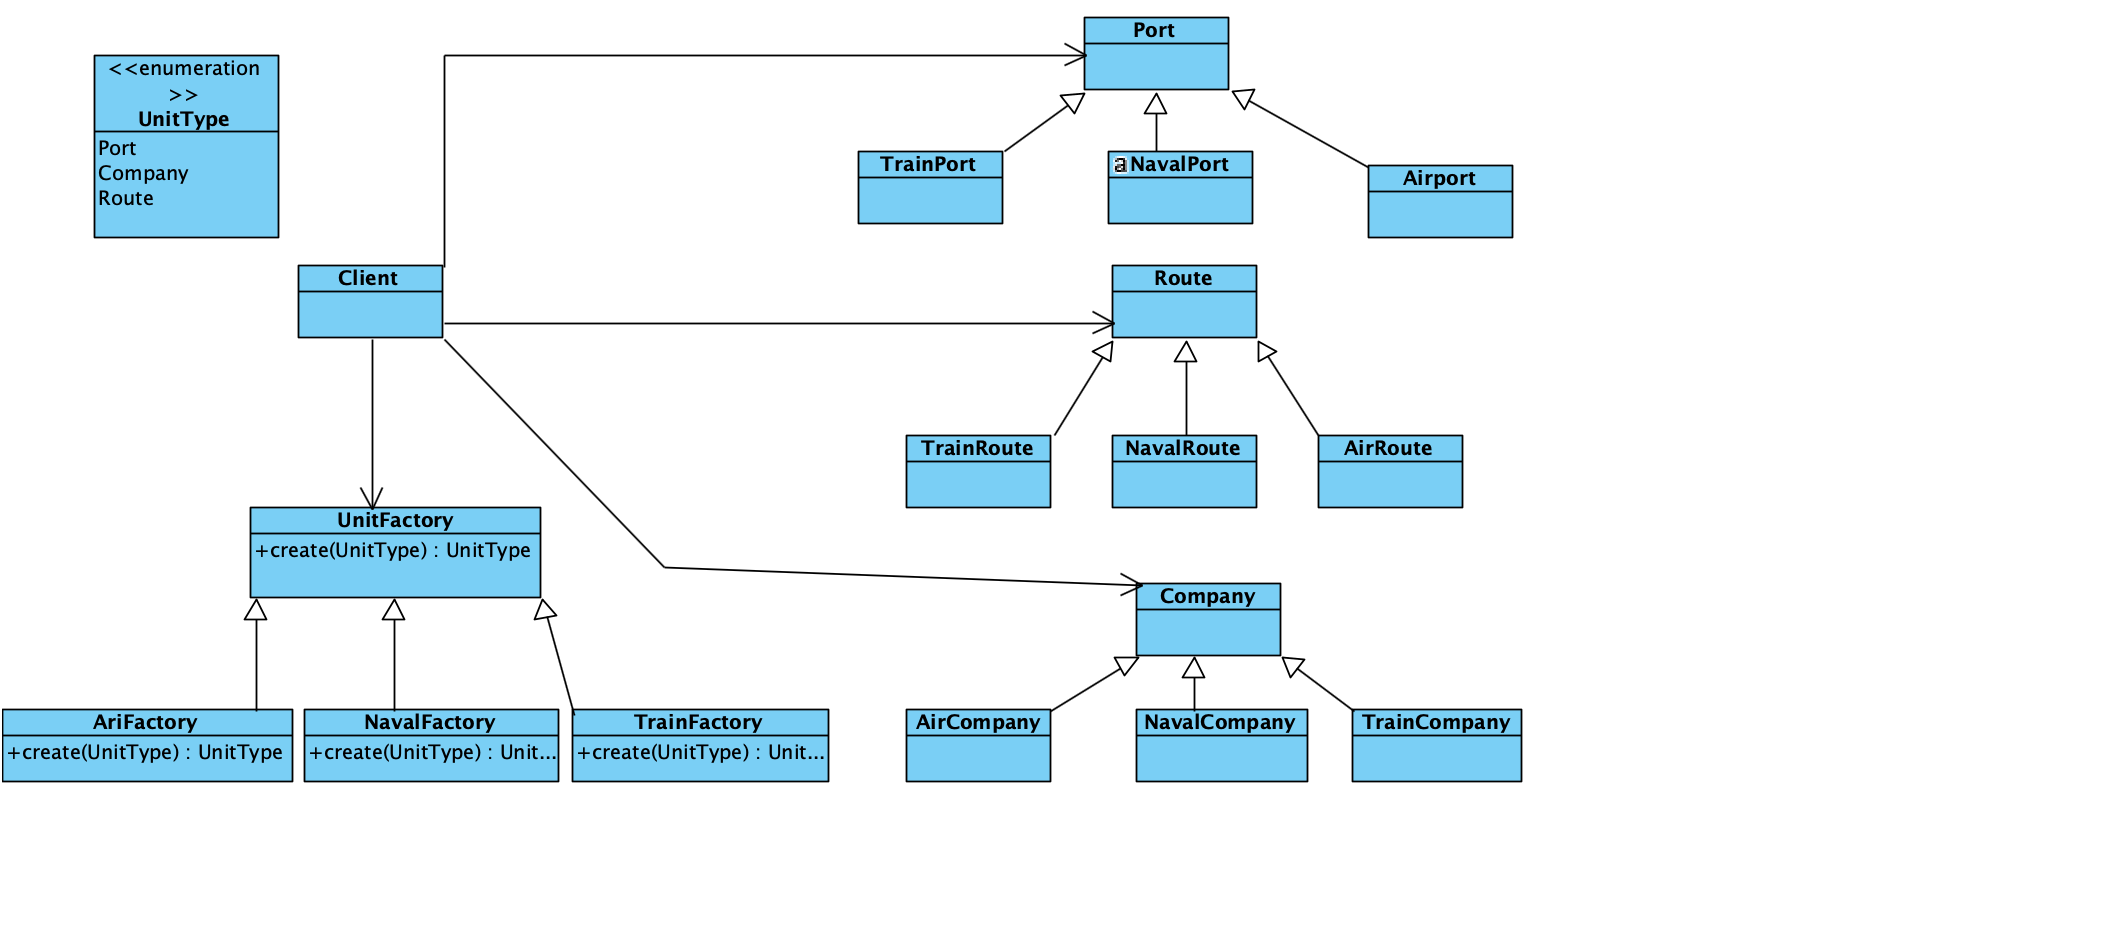 Port
<<enumeration
>>
UnitType
Port
Company
Route
TrainPort
aNavalPort
Airport
Client
Route
TrainRoute
NavalRoute
AirRoute
UnitFactory
+create(UnitType) : UnitType
Company
AriFactory
+create(UnitType) : UnitType
NavalFactory
+create(UnitType) : Unit...
TrainFactory
+create(UnitType) : Unit...
AirCompany
NavalCompany
TrainCompany